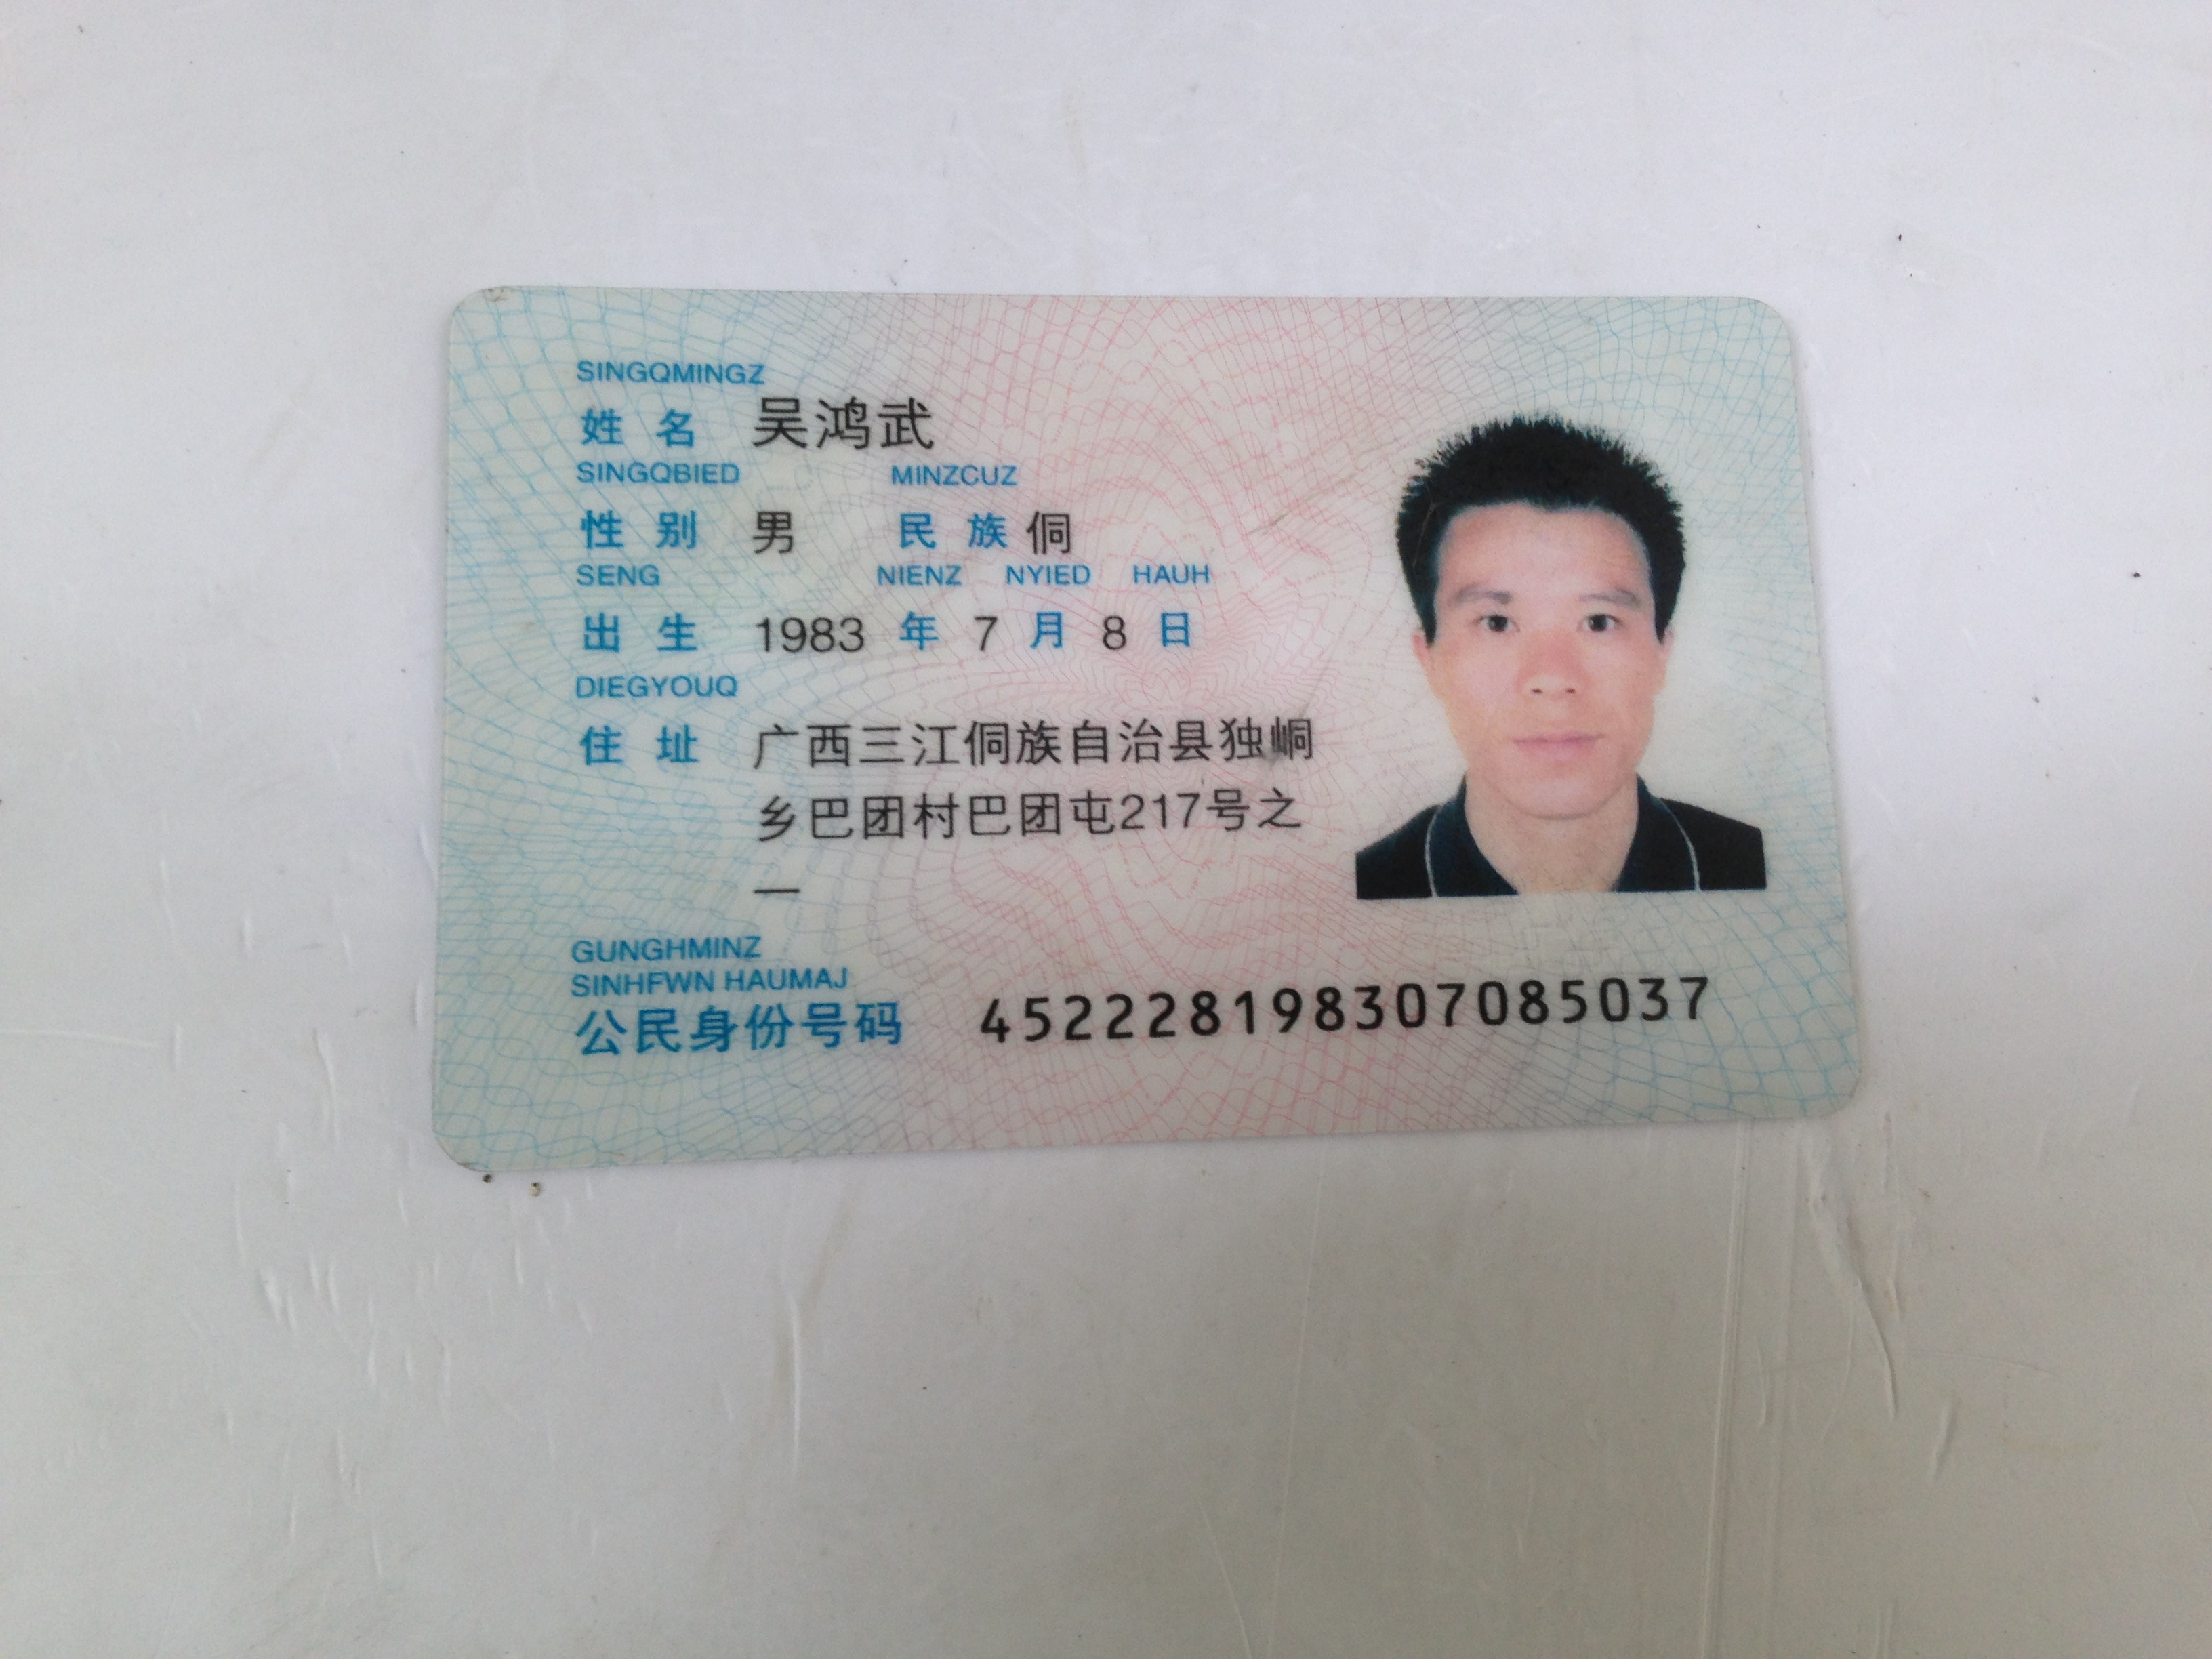 SINGQMINGZ
姓名 吴鸿武
SINGQBIED MINZCUZ
性别 男 民族 侗
SENG NIENZ NYIED HAUH
出生 1983 年 7 月 8 日
DIEGYOUQ
住址 广西三江侗族自治县独峒
乡巴团村巴团屯217号之
一
GUNGHMINZ
SINHFWN HAUMAJ
公民身份号码 452228198307085037